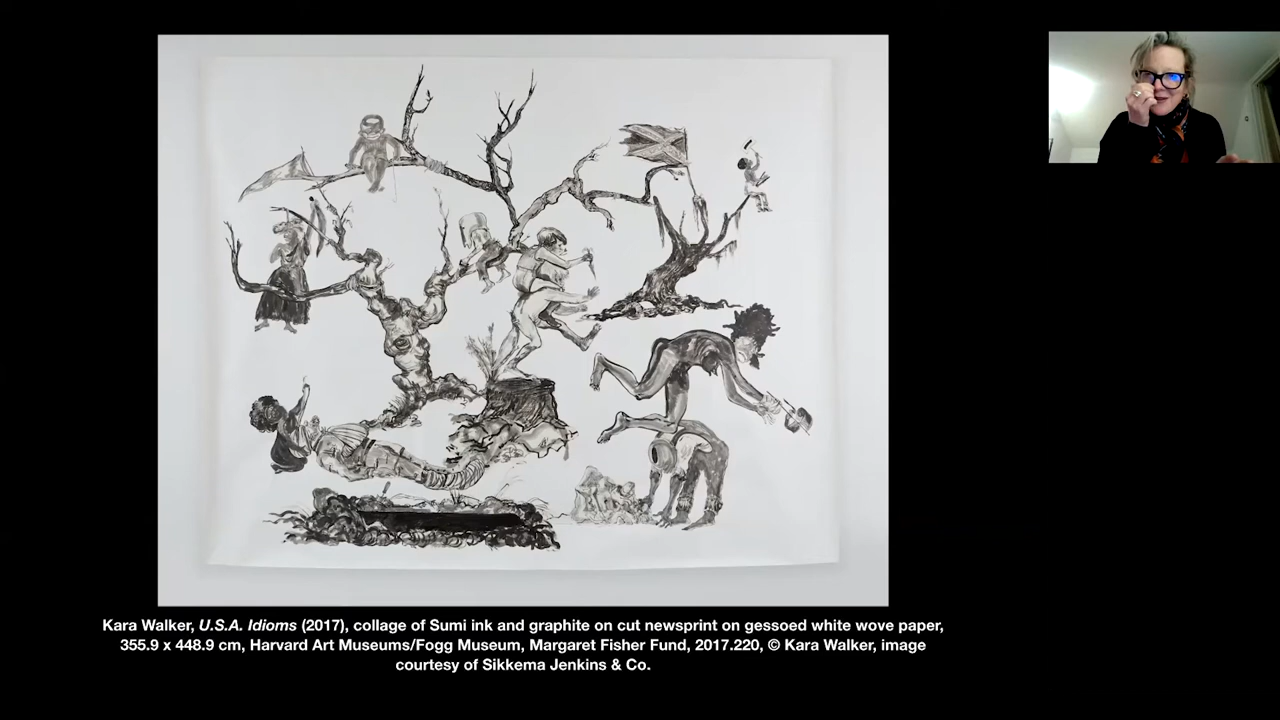 Kara Walker, U.S.A. Idioms (2017), collage of Sumi ink and graphite on cut newsprint on gessoed white wove paper,
355.9 x 448.9 cm, Harvard Art Museums/Fogg Museum, Margaret Fisher Fund, 2017.220, © Kara Walker, image
courtesy of Sikkema Jenkins & Co.